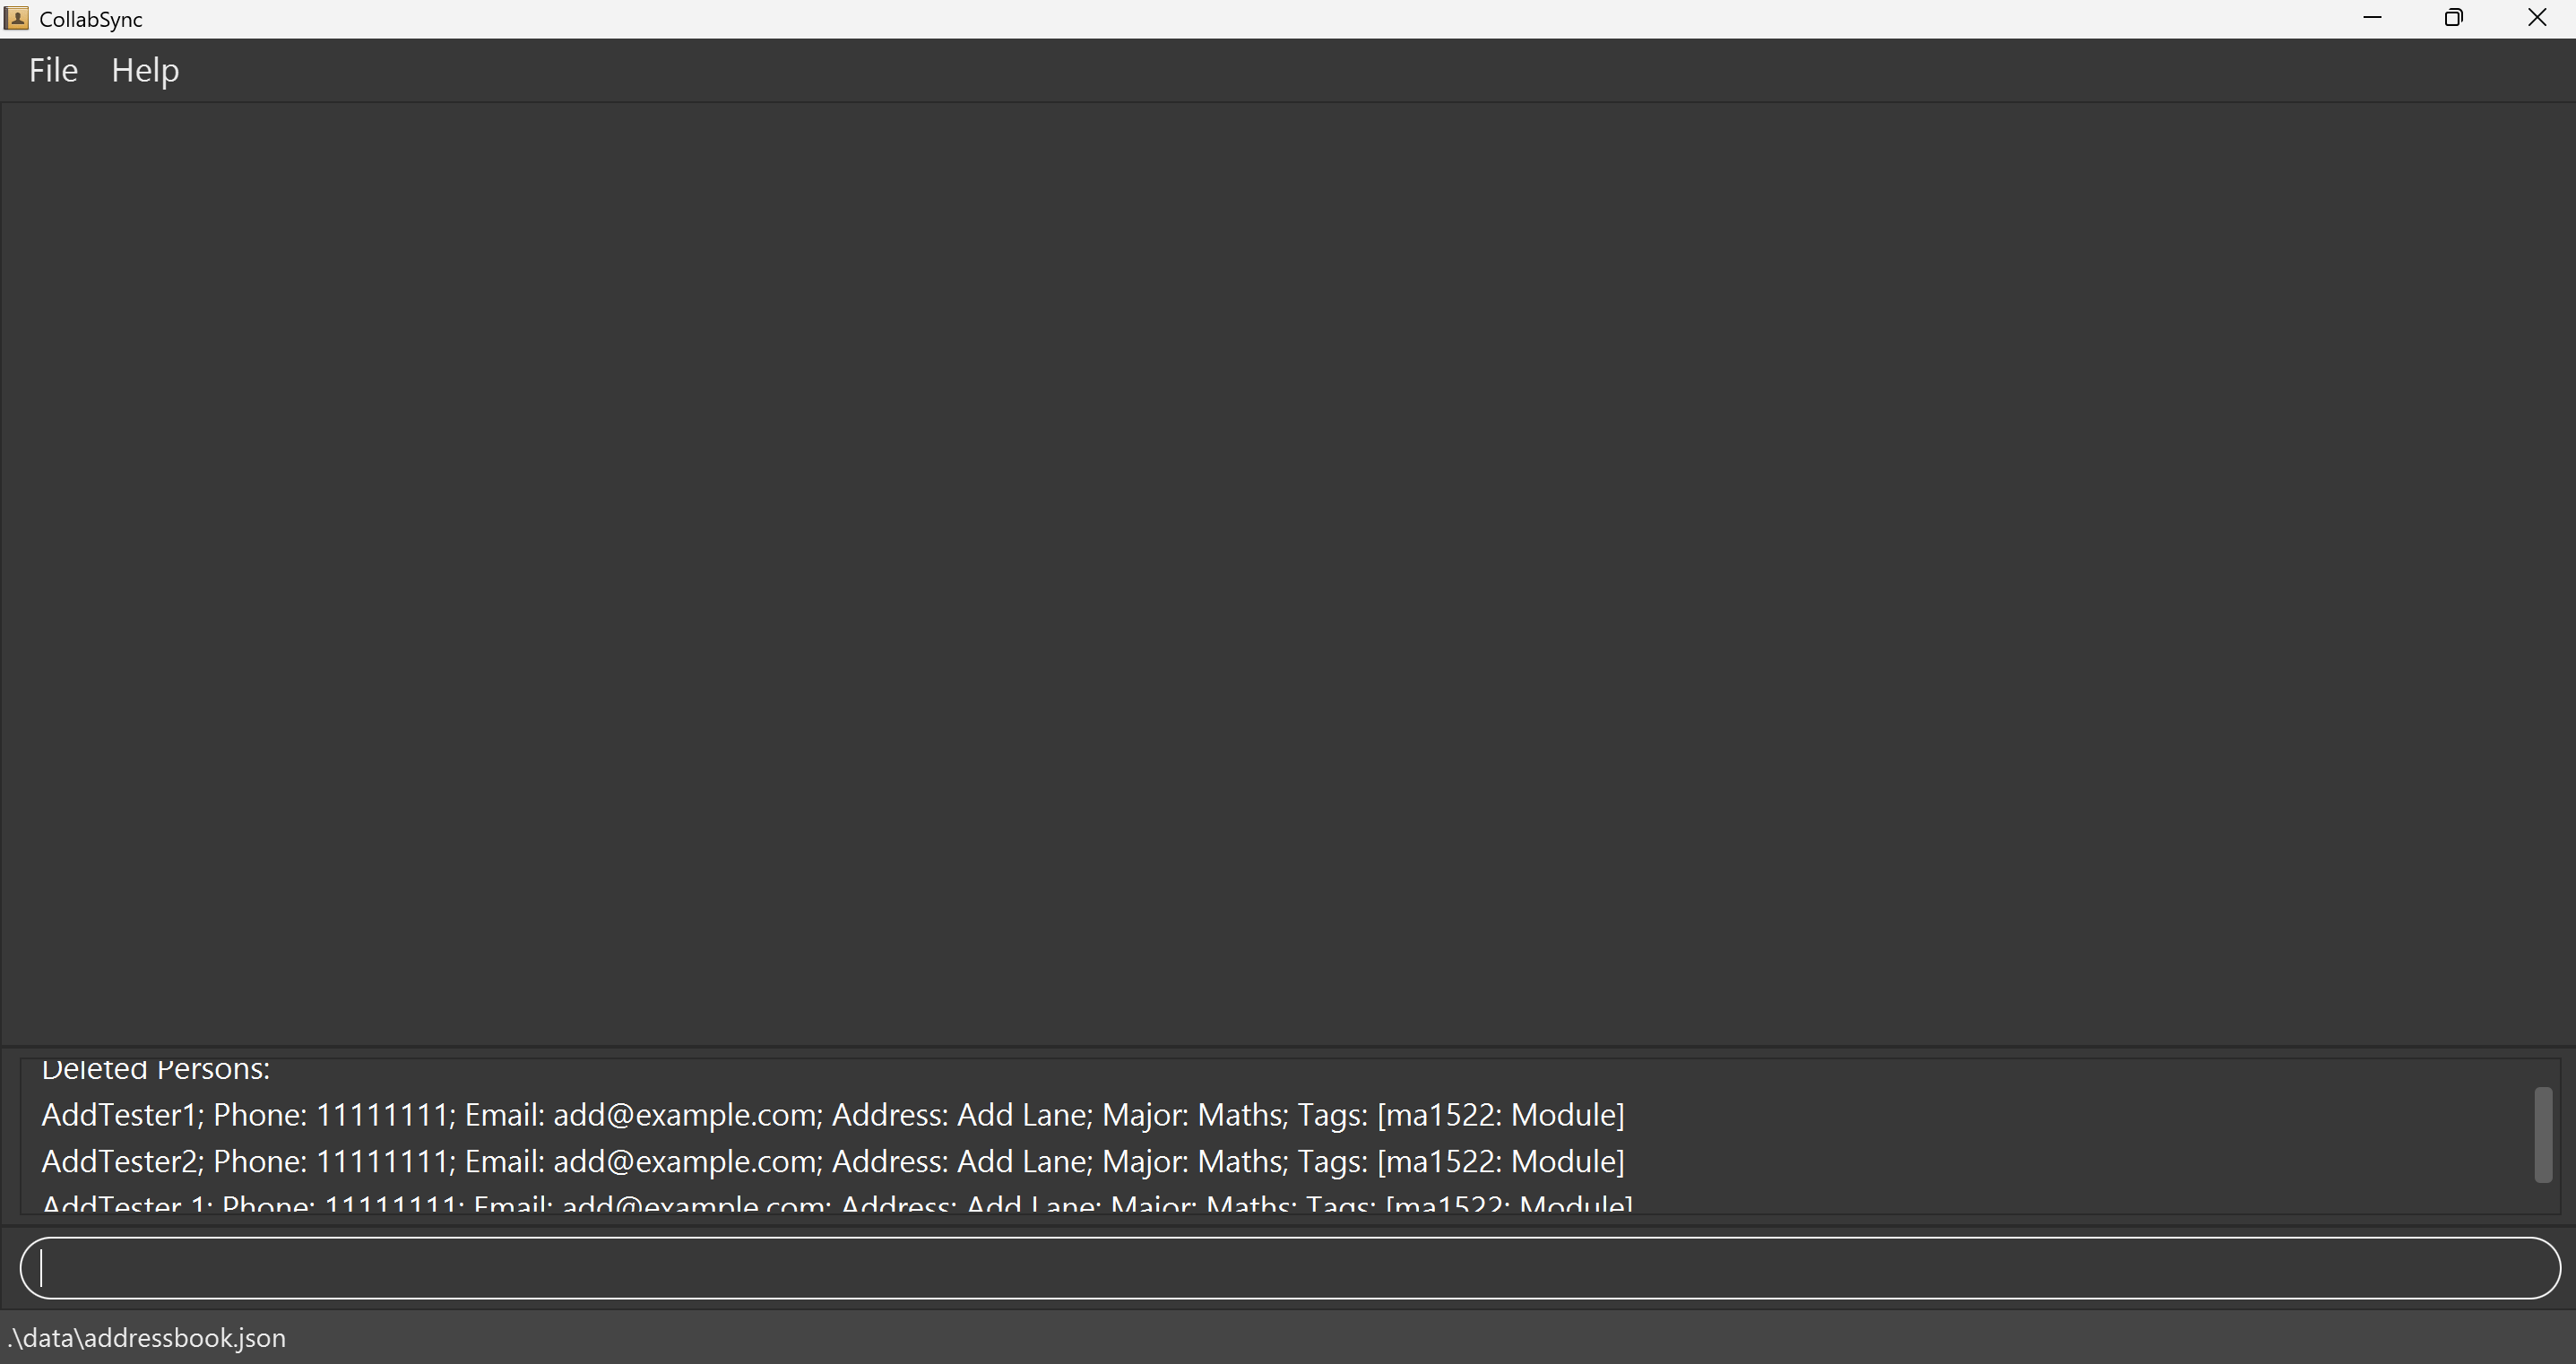 CollabSync
File Help
Deleted Persons:
AddTester1; Phone: 11111111; Email: add@example.com; Address: Add Lane; Major: Maths; Tags: [ma1522: Module]
AddTester2; Phone: 11111111; Email: add@example.com; Address: Add Lane; Major: Maths; Tags: [ma1522: Module]
AddTester 1; Phone: 11111111; Email: add@example.com; Address: Add Lane; Major: Maths; Tags: [ma1522: Module]
.\data\addressbook.json